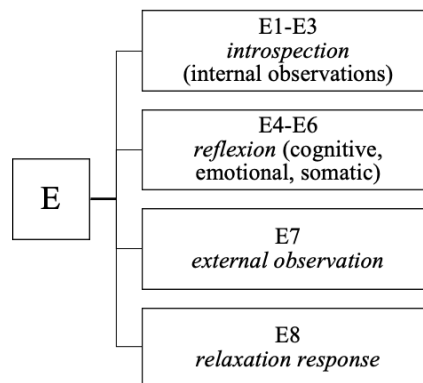 E
E1-E3
introspection
(internal observations)
E4-E6
reflexion (cognitive,
emotional, somatic)
E7
external observation
E8
relaxation response